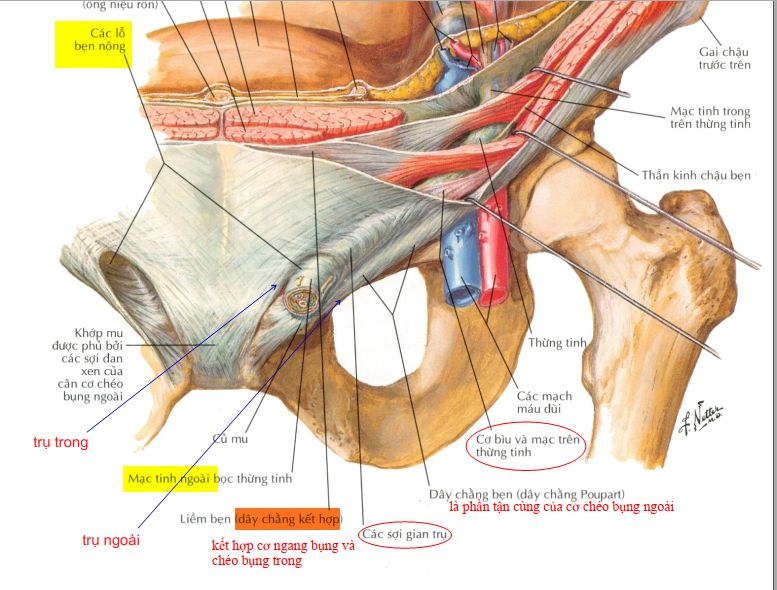 (ống niệu rốn)
Các lỗ
bẹn nông
Gai chậu
trước trên
Mạc tinh trong
trên thừng tinh
Thần kinh chậu bẹn
Khớp mu
được phủ bởi
các sợi đan
xen của
cân cơ chéo
bụng ngoài
Thừng tinh
Các mạch
máu đùi
trụ trong
Củ mu
Cơ bìu và mạc trên
thừng tinh
Mạc tinh ngoài bọc thừng tinh
Dây chằng bẹn (dây chằng Poupart)
là phần tận cùng của cơ chéo bụng ngoài
Liềm bẹn (dây chằng kết hợp)
trụ ngoài
Các sợi gian trụ
kết hợp cơ ngang bụng và
chéo bụng trong
F. Netter
M.D.